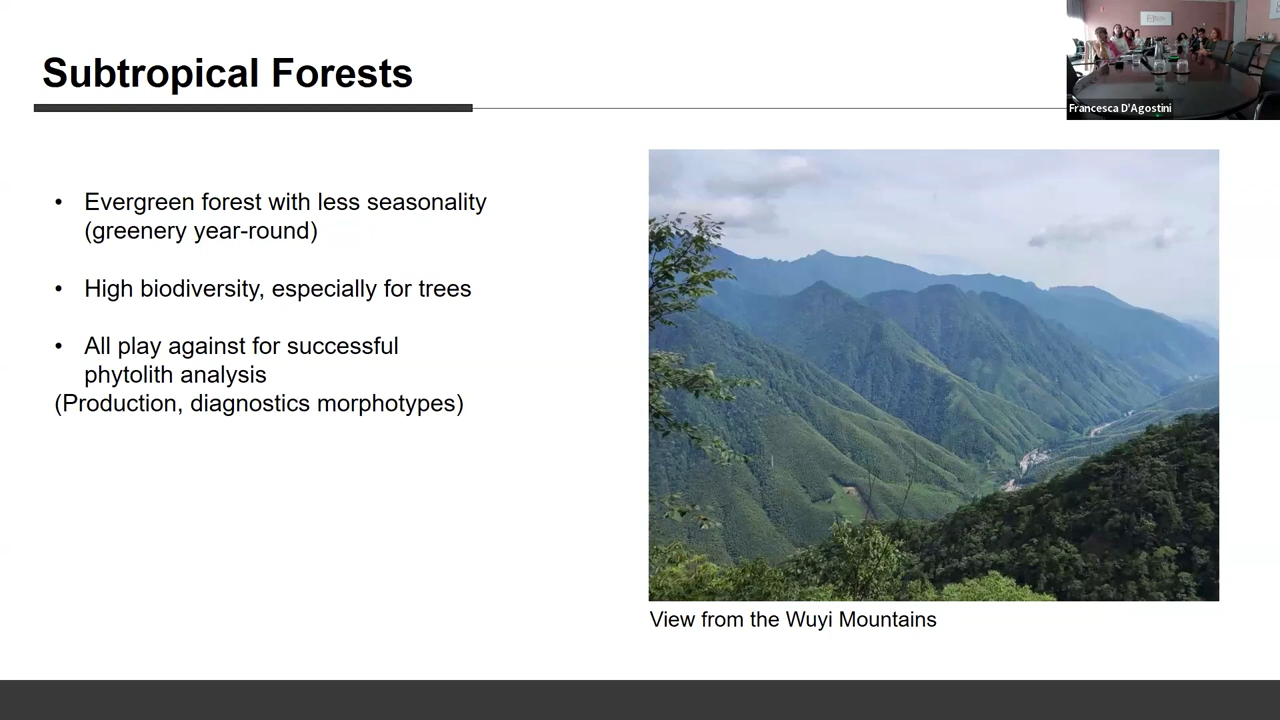 Subtropical Forests
Francesca D'Agostini
• Evergreen forest with less seasonality
(greenery year-round)
• High biodiversity, especially for trees
• All play against for successful
phytolith analysis
(Production, diagnostics morphotypes)
View from the Wuyi Mountains